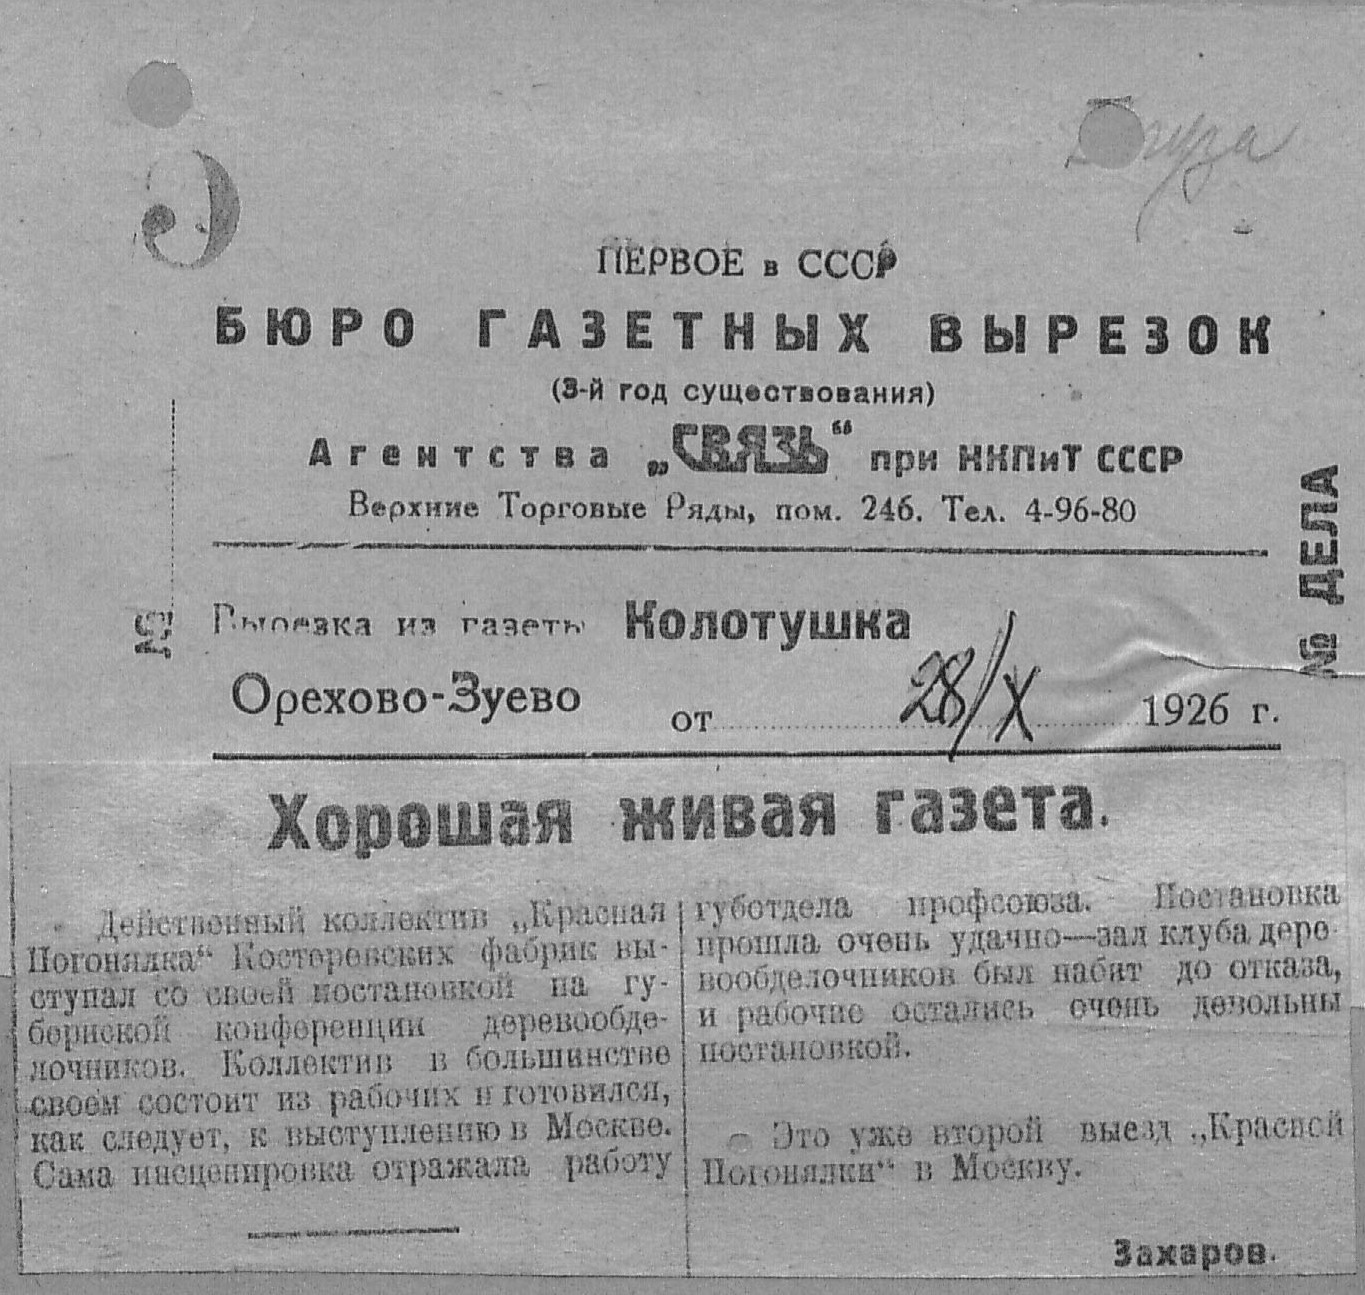 Э
ПЕРВОЕ в СССР
БЮРО ГАЗЕТНЫХ ВЫРЕЗОК
(3-й год существования)
Агентства „СВЯЗЬ“ при НКПиТ СССР
Верхние Торговые Ряды, пом. 246. Тел. 4-96-80
№ ДЕЛА
№
Вырезка из газеты Колотушка
Орехово-Зуево
от 28/X 1926 г.
Хорошая живая газета.
Действенный коллектив „Красная
Погонялка“ Костеревских фабрик вы-
ступал со своей постановкой на гу-
бернской конференции деревообде-
лочников. Коллектив в большинстве
своем состоит из рабочих и готовился,
как следует, к выступлению в Москве.
Сама инсценировка отражала работу
губотдела профсоюза. Постановка
прошла очень удачно—зал клуба дере-
вообделочников был набит до отказа,
и рабочие остались очень довольны
постановкой.
Это уже второй выезд „Красной
Погонялки“ в Москву.
Захаров.